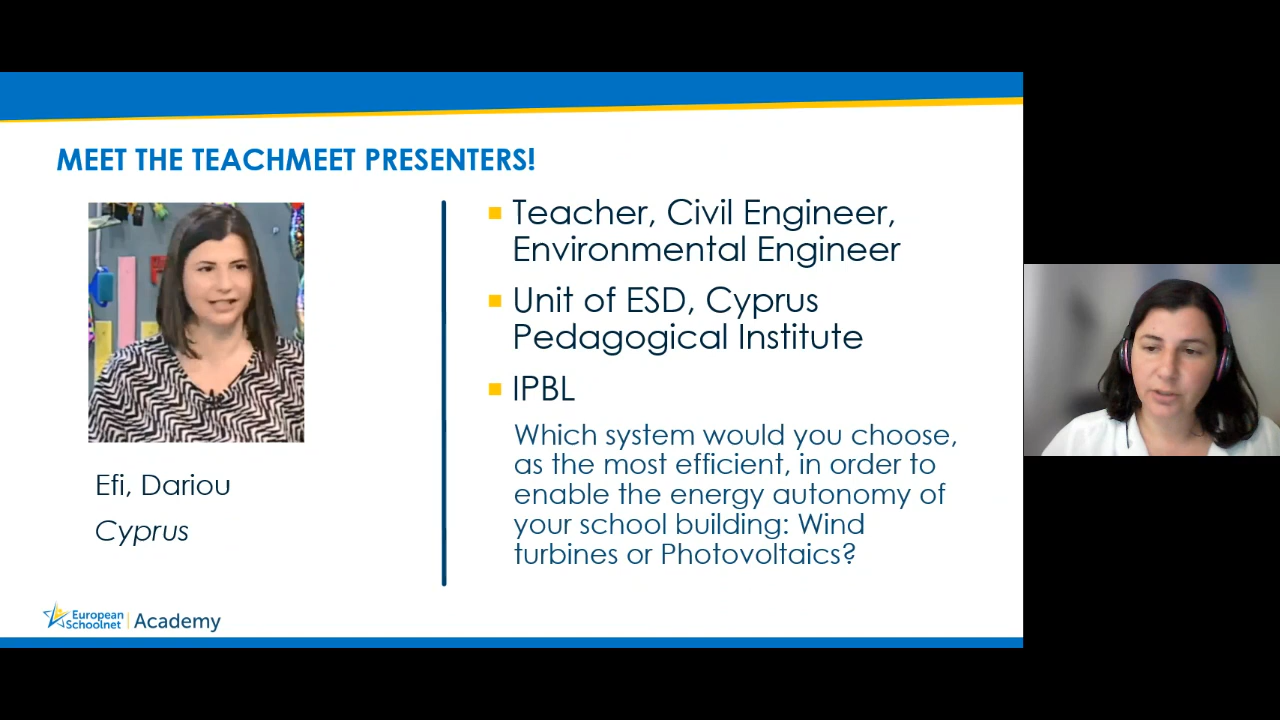 MEET THE TEACHMEET PRESENTERS!
Efi, Dariou
Cyprus
Teacher, Civil Engineer,
Environmental Engineer
Unit of ESD, Cyprus
Pedagogical Institute
IPBL
Which system would you choose,
as the most efficient, in order to
enable the energy autonomy of
your school building: Wind
turbines or Photovoltaics?
European
Schoolnet
Academy